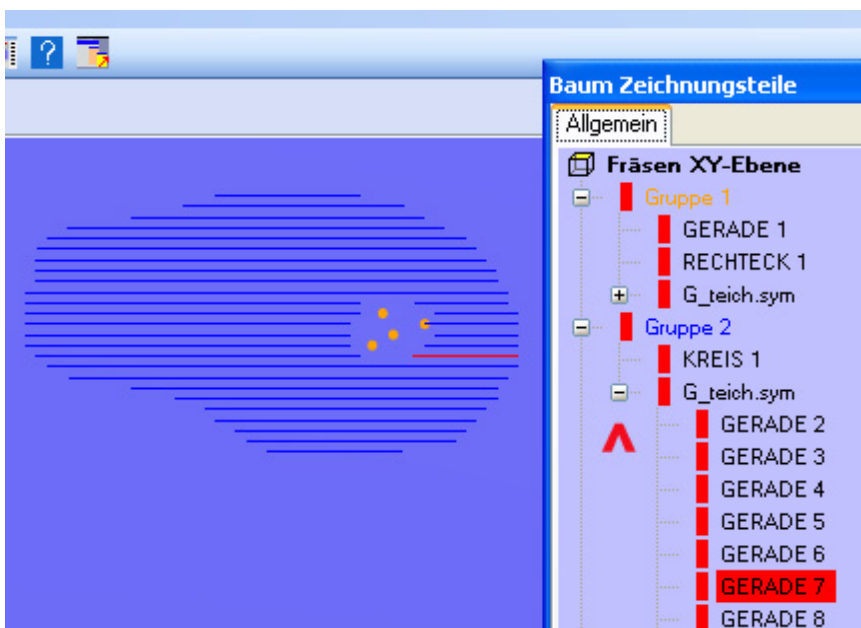 ?
Baum Zeichnungsteile
Allgemein
Fräsen XY-Ebene
Gruppe 1
GERADE 1
RECHTECK 1
G_teich.sym
Gruppe 2
KREIS 1
G_teich.sym
GERADE 2
GERADE 3
GERADE 4
GERADE 5
GERADE 6
GERADE 7
GERADE 8